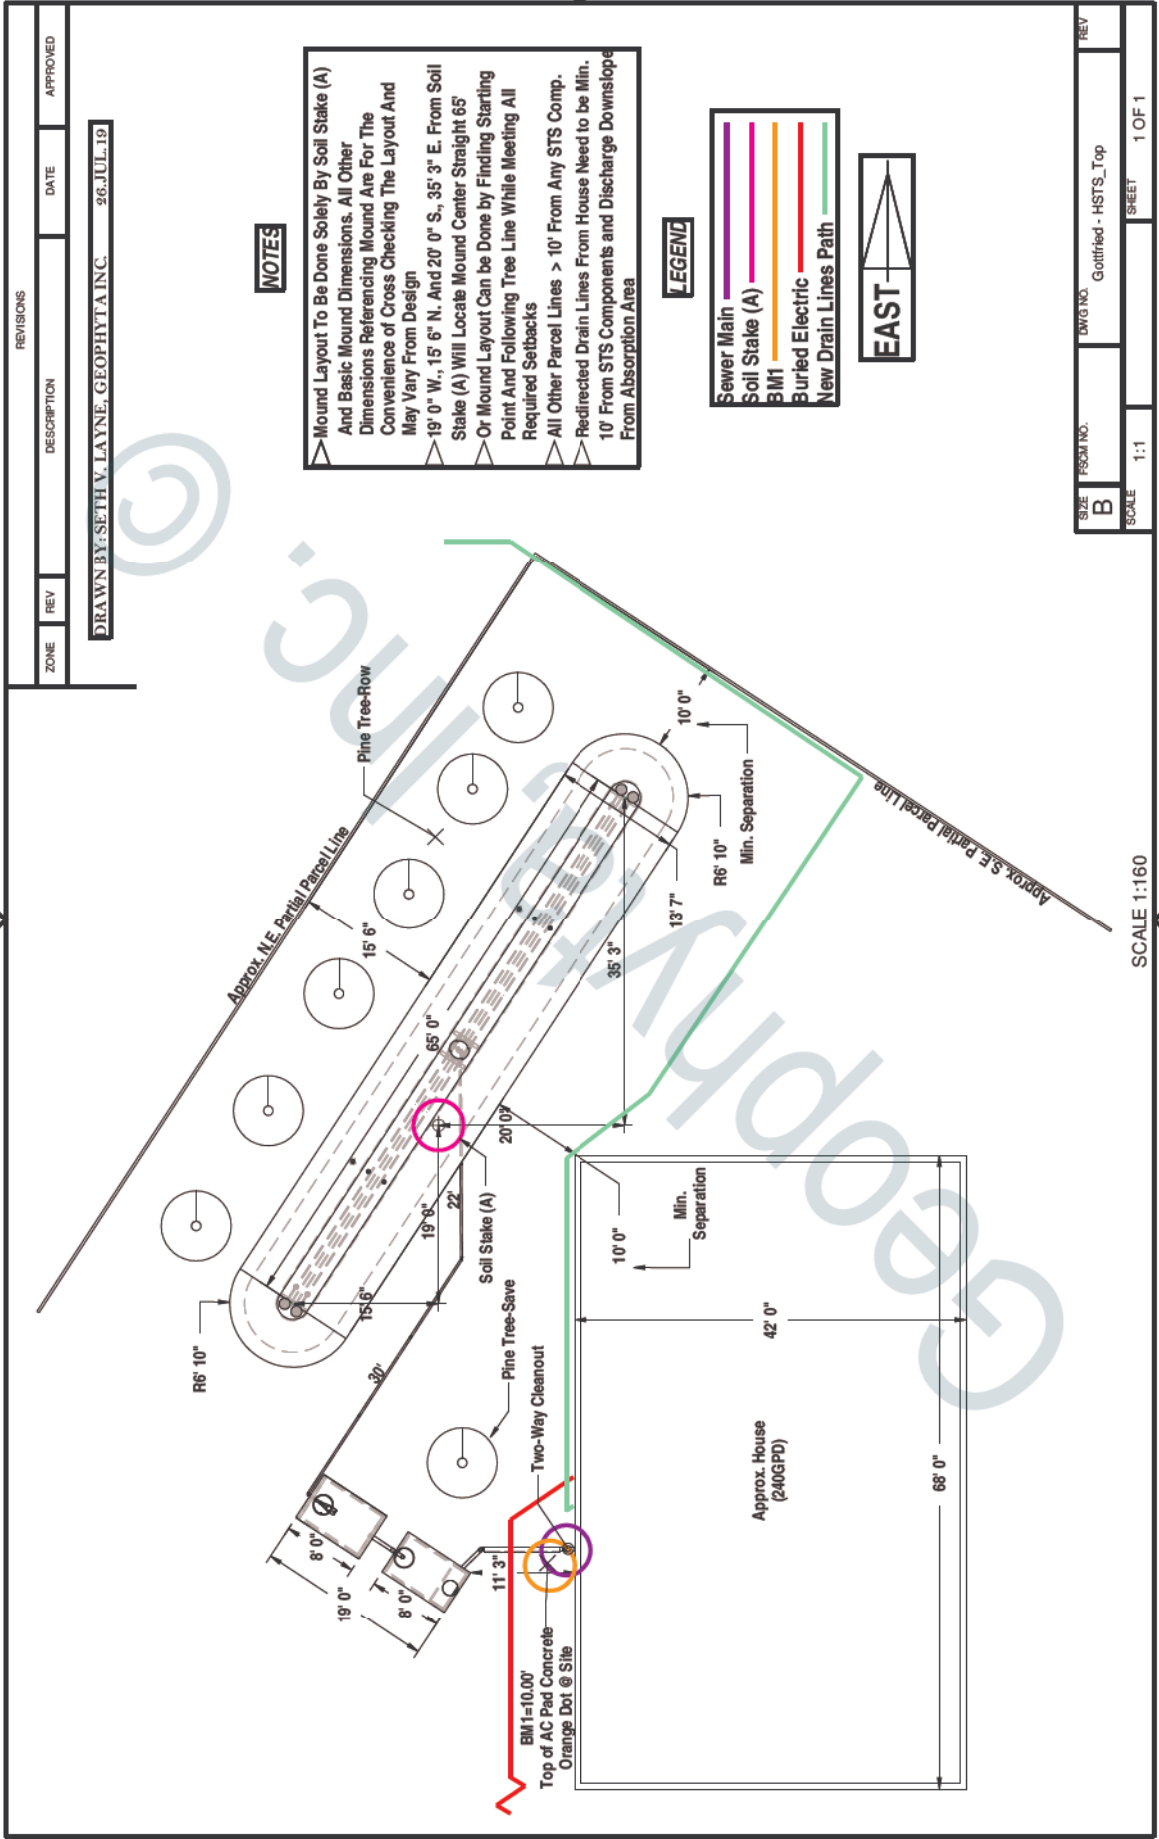 REVISIONS
ZONE
REV
DESCRIPTION
DATE
APPROVED
DRAWN BY: SETH V. LAYNE, GEOPHYTA INC. 26.JUL.19
NOTES
Mound Layout To Be Done Solely By Soil Stake (A)
And Basic Mound Dimensions. All Other
Dimensions Referencing Mound Are For The
Convenience of Cross Checking The Layout And
May Vary From Design
19' 0" W., 15' 6" N. And 20' 0" S., 35' 3" E. From Soil
Stake (A) Will Locate Mound Center Straight 65'
Or Mound Layout Can be Done by Finding Starting
Point And Following Tree Line While Meeting All
Required Setbacks
All Other Parcel Lines > 10' From Any STS Comp.
Redirected Drain Lines From House Need to be Min.
10' From STS Components and Discharge Downslope
From Absorption Area
LEGEND
Sewer Main
Soil Stake (A)
BM1
Buried Electric
New Drain Lines Path
EAST
Approx. N.E. Partial Parcel Line
Pine Tree-Row
15' 6"
65' 0"
R6' 10"
15' 6"
19' 0"
22'
20' 0"
35' 3"
13' 7"
R6' 10"
10' 0"
Min. Separation
Approx. S.E. Partial Parcel Line
Soil Stake (A)
30'
Pine Tree-Save
Two-Way Cleanout
8' 0"
19' 0"
8' 0"
11' 3"
BM1=10.00'
Top of AC Pad Concrete
Orange Dot @ Site
10' 0"
Min.
Separation
42' 0"
Approx. House
(240GPD)
68' 0"
Geophyta Inc. ©
SCALE 1:160
SIZE
B
FSCM NO.
DWG NO.
Gottfried - HSTS_Top
REV
SCALE
1:1
SHEET
1 OF 1